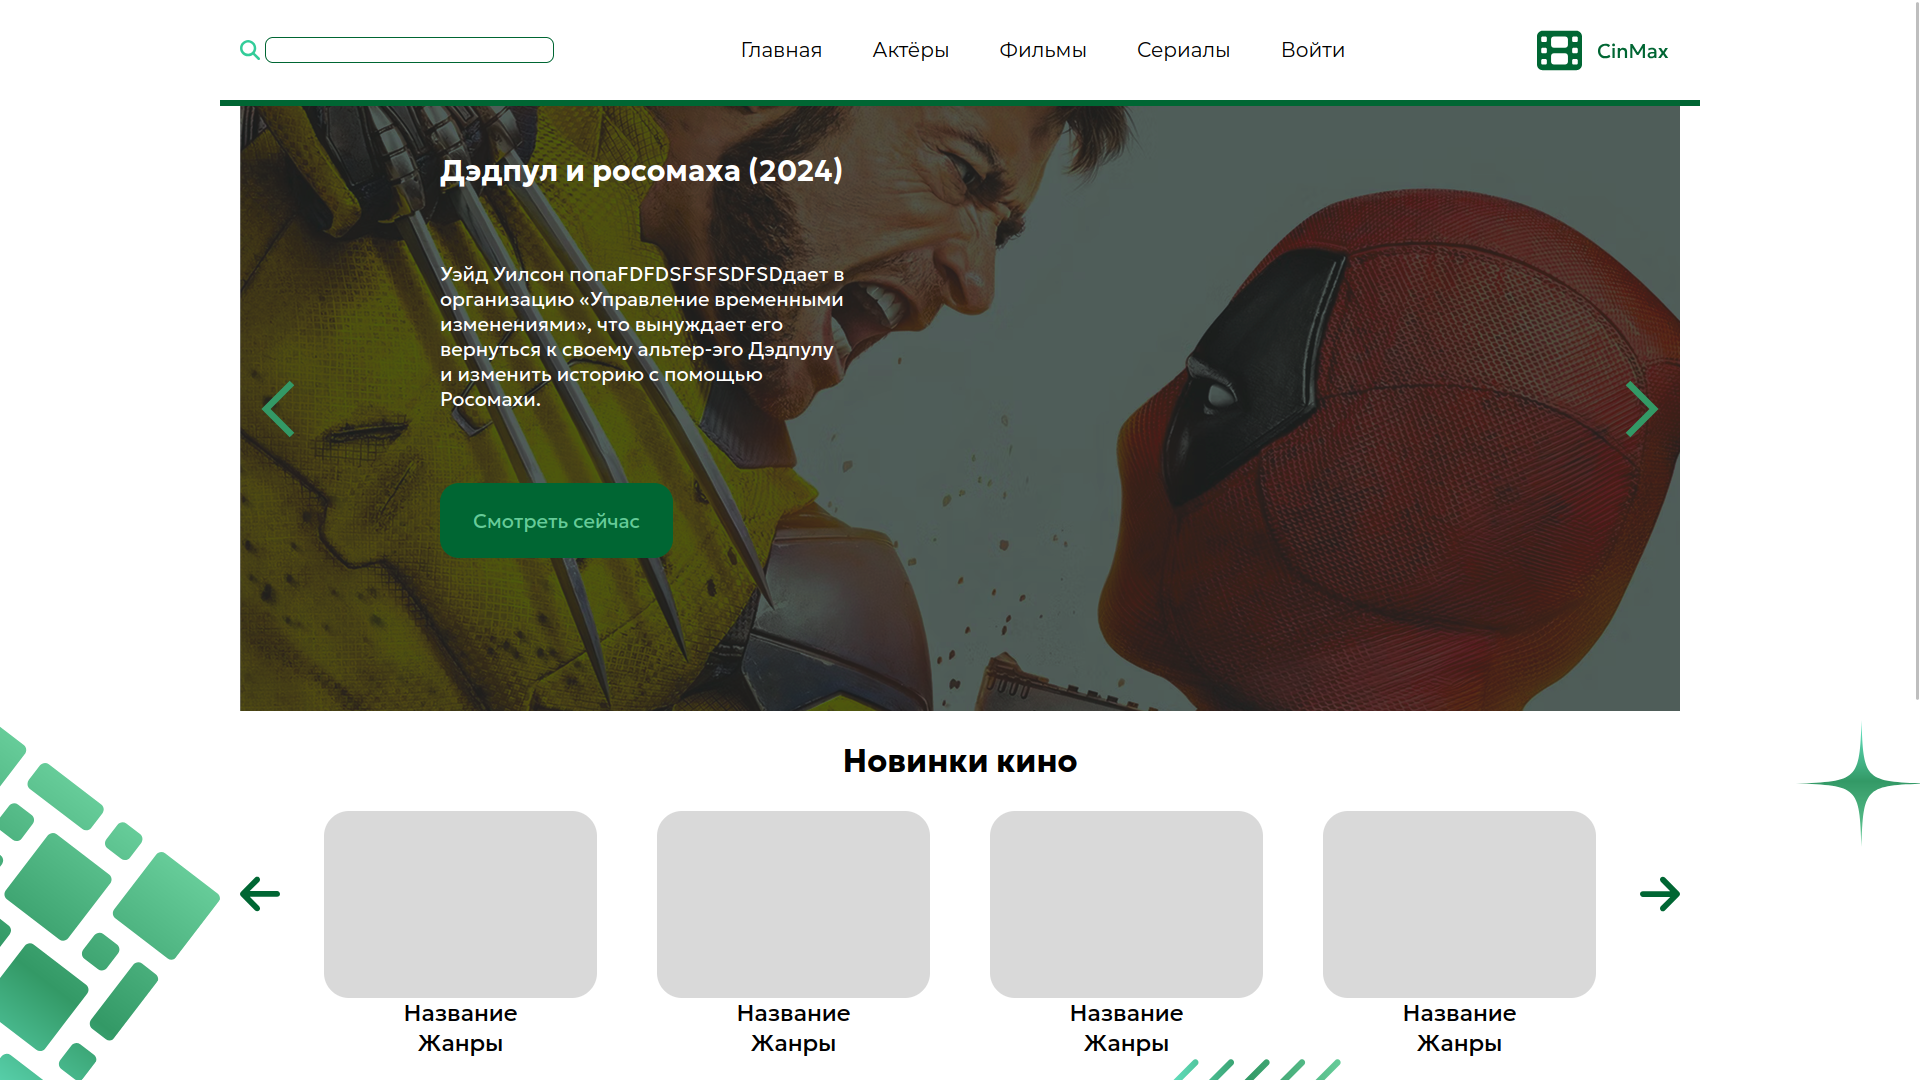 Главная
Актёры
Фильмы
Сериалы
Войти
CinMax
Дэдпул и росомаха (2024)
Уэйд Уилсон попаFDFDSFSFSDFSDдает в
организацию «Управление временными
изменениями», что вынуждает его
вернуться к своему альтер-эго Дэдпулу
и изменить историю с помощью
Росомахи.
Смотреть сейчас
Новинки кино
Название
Жанры
Название
Жанры
Название
Жанры
Название
Жанры